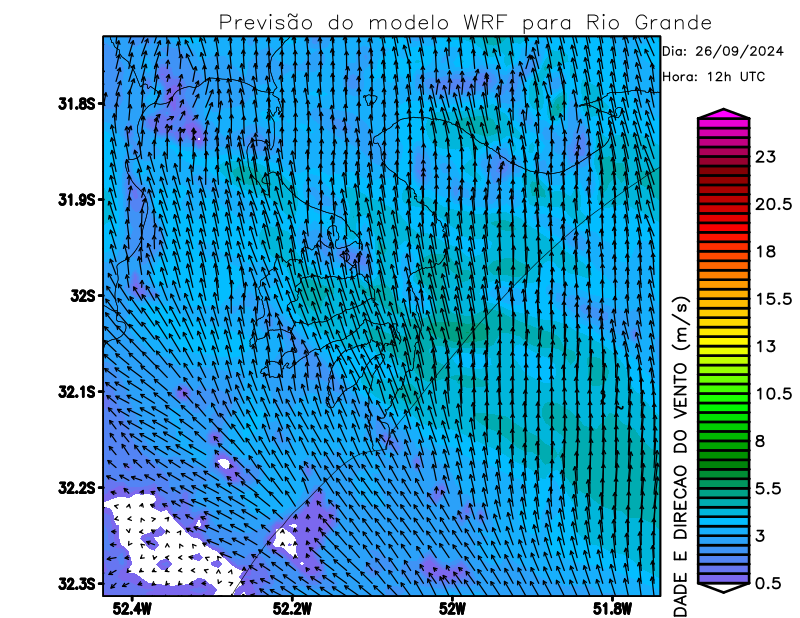 Previsão do modelo WRF para Rio Grande
Dia: 26/09/2024
Hora: 12h UTC
31.8S
31.9S
32S
32.1S
32.2S
32.3S
52.4W
52.2W
52W
51.8W
23
20.5
18
15.5
13
10.5
8
5.5
3
0.5
DADE E DIRECAO DO VENTO (m/s)